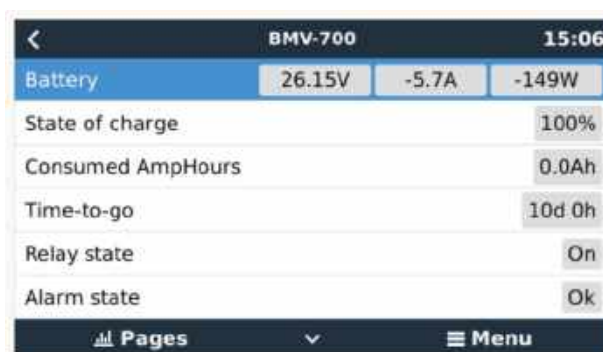 BMV-700 15:06
Battery 26.15V -5.7A -149W
State of charge 100%
Consumed AmpHours 0.0Ah
Time-to-go 10d 0h
Relay state On
Alarm state Ok
Pages Menu